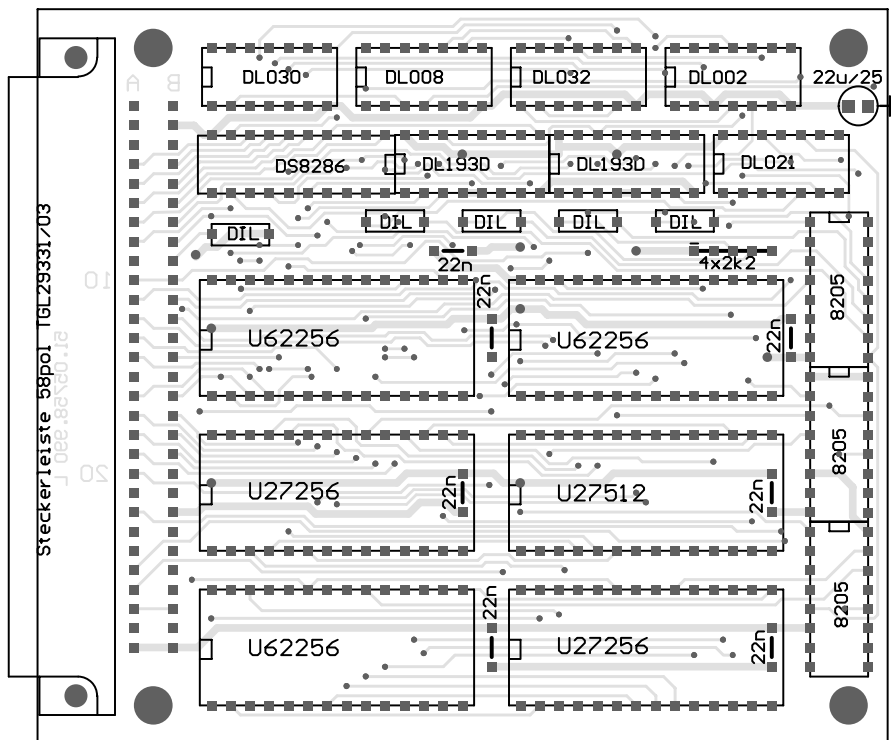 DL030
DL008
DL032
DL002
22u/25
A
B
DS8286
DL193D
DL193D
DL021
DIL
DIL
DIL
DIL
DIL
22n
4x2k2
10
22n
U62256
U62256
22n
8205
Steckerleiste 58pol TGL29331/03
20
U27256
22n
U27512
22n
8205
22n
U62256
U27256
22n
8205